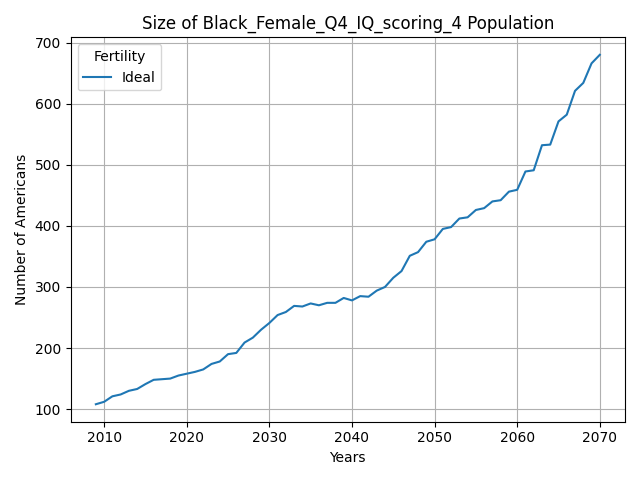 Size of Black_Female_Q4_IQ_scoring_4 Population
Fertility
Ideal
Number of Americans
700
600
500
400
300
200
100
2010 2020 2030 2040 2050 2060 2070
Years